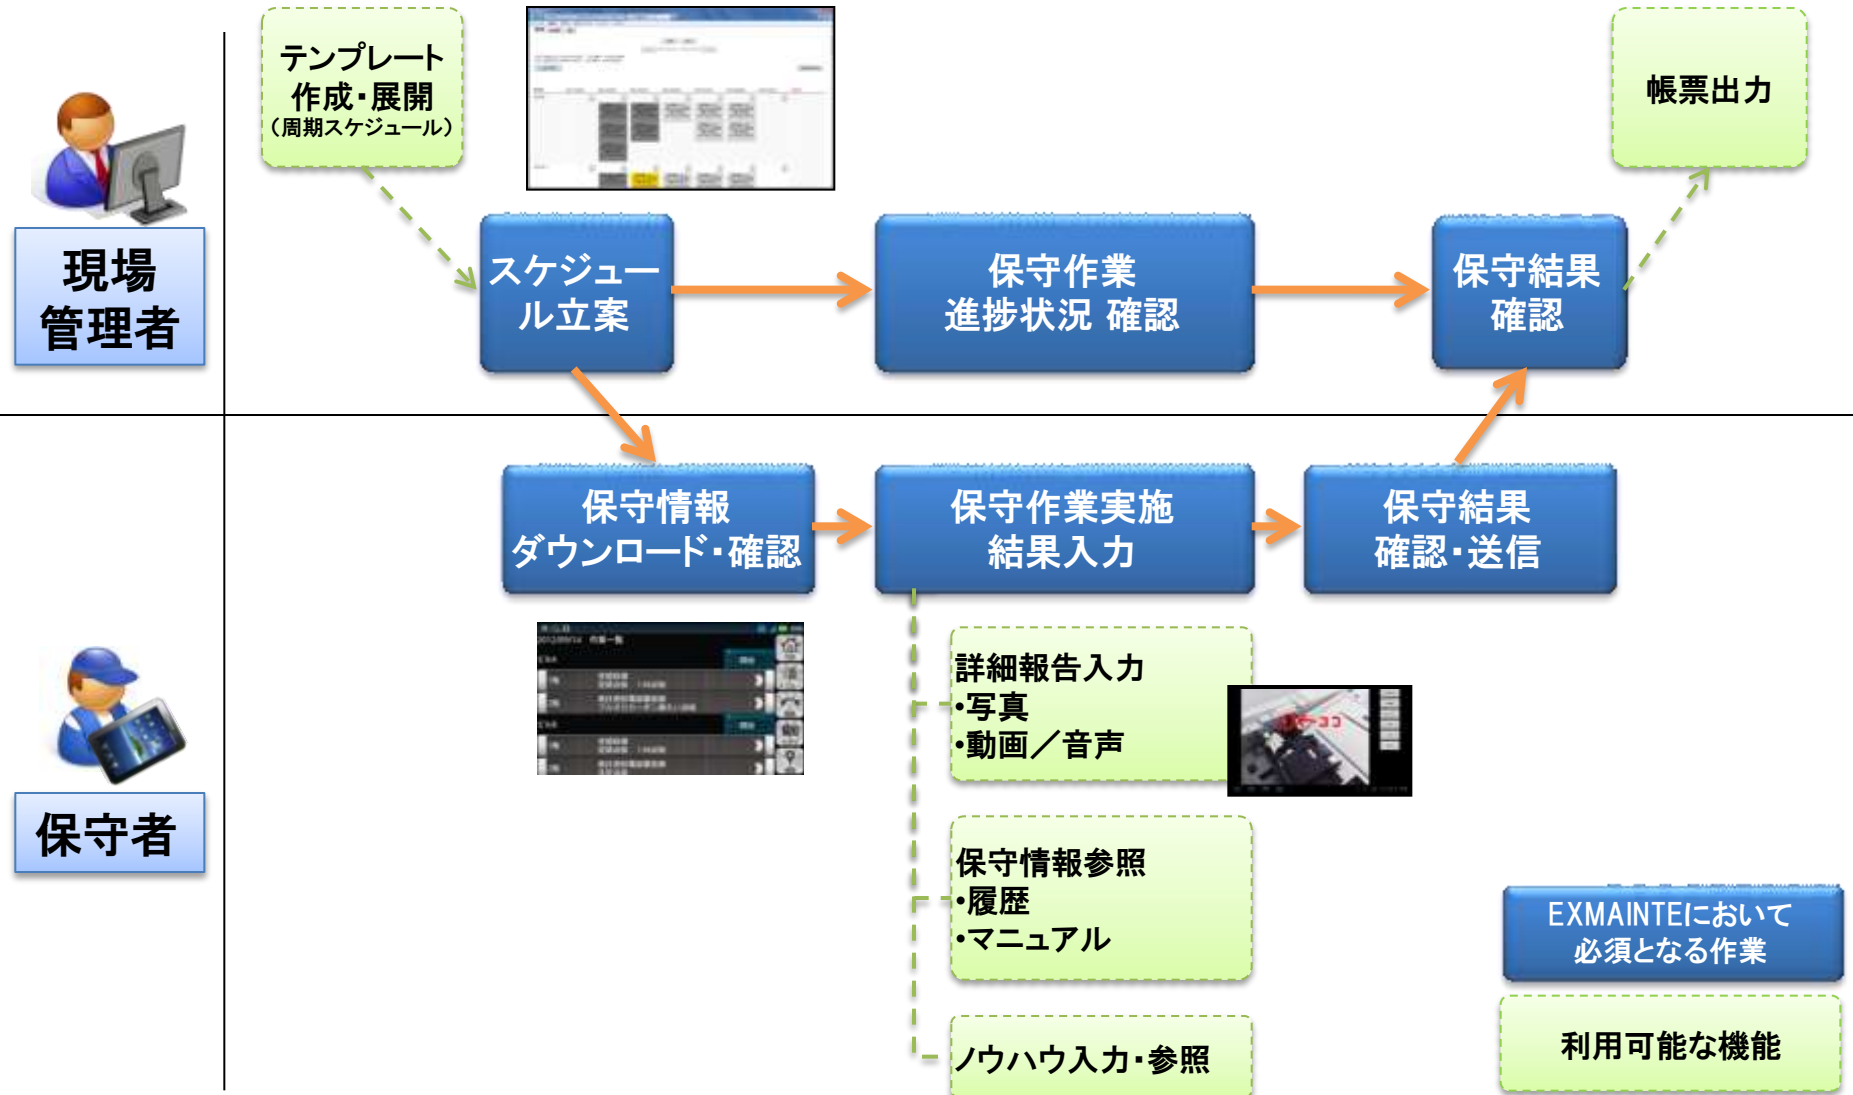 テンプレート
作成・展開
（周期スケジュール）
帳票出力
現場
管理者
スケジュー
ル立案
保守作業
進捗状況 確認
保守結果
確認
保守情報
ダウンロード・確認
保守作業実施
結果入力
保守結果
確認・送信
詳細報告入力
・写真
・動画／音声
保守者
保守情報参照
・履歴
・マニュアル
ノウハウ入力・参照
EXMAINTEにおいて
必須となる作業
利用可能な機能